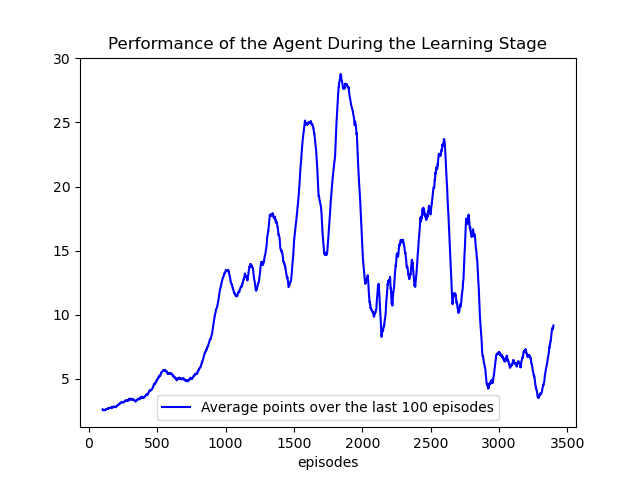 Performance of the Agent During the Learning Stage
30
25
20
15
10
5
Average points over the last 100 episodes
0 500 1000 1500 2000 2500 3000 3500
episodes